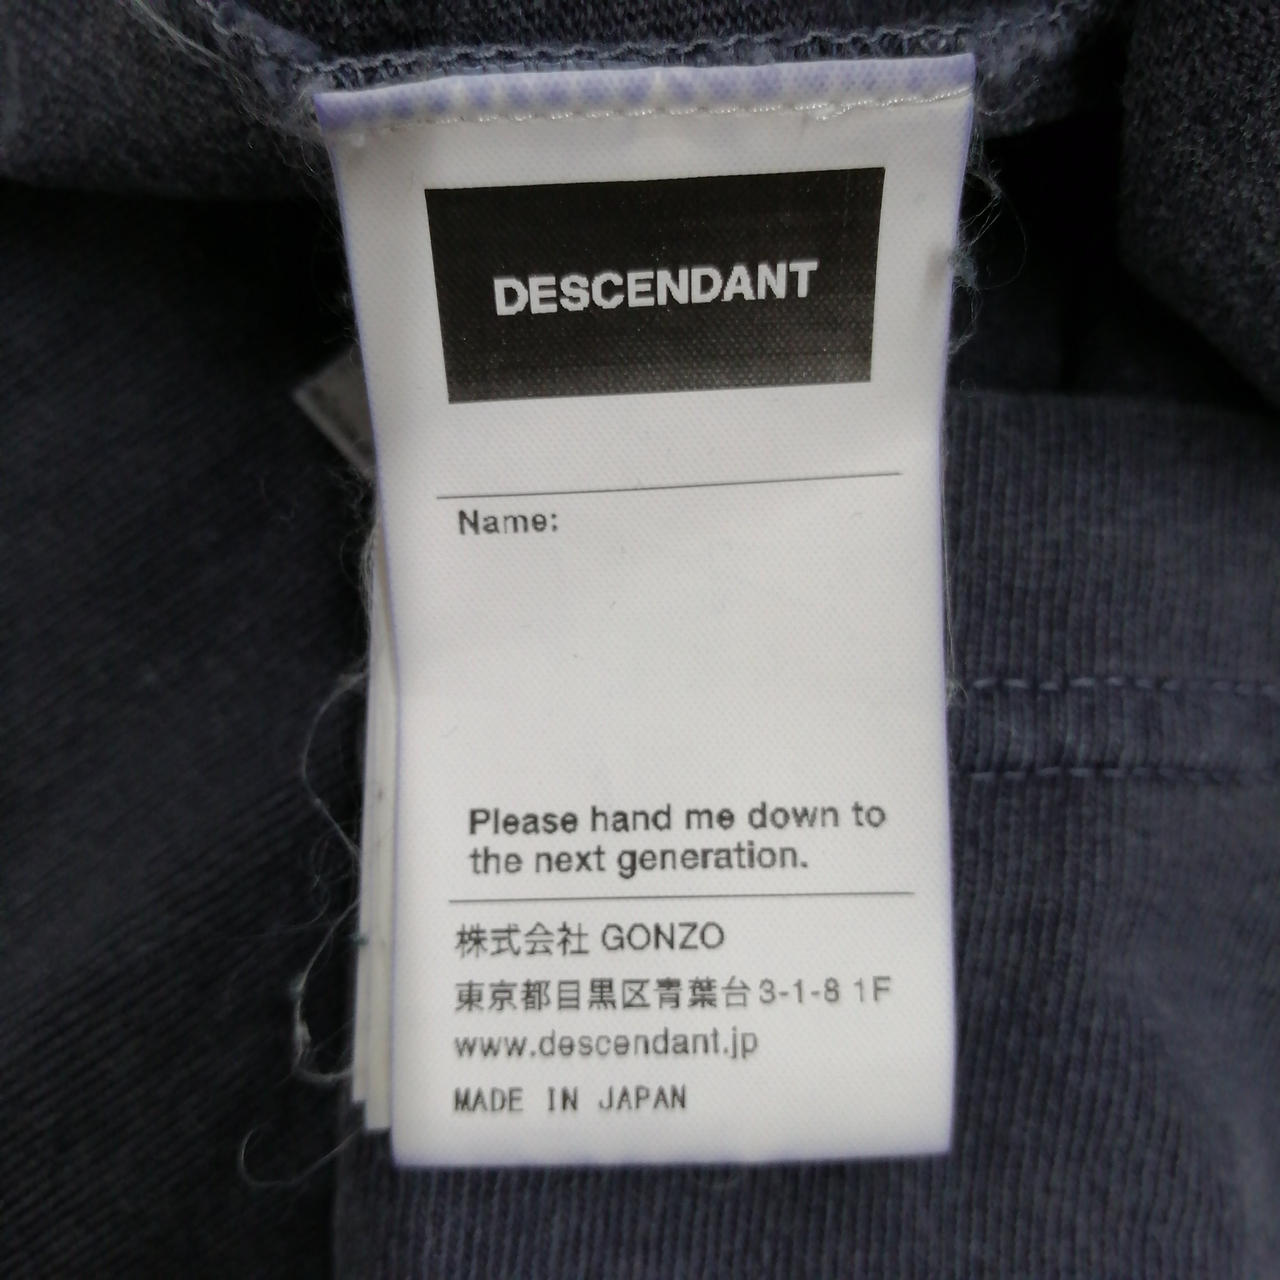 DESCENDANT
Name:
Please hand me down to
the next generation.
株式会社 GONZO
東京都目黒区青葉台3-1-8 1F
www.descendant.jp
MADE IN JAPAN